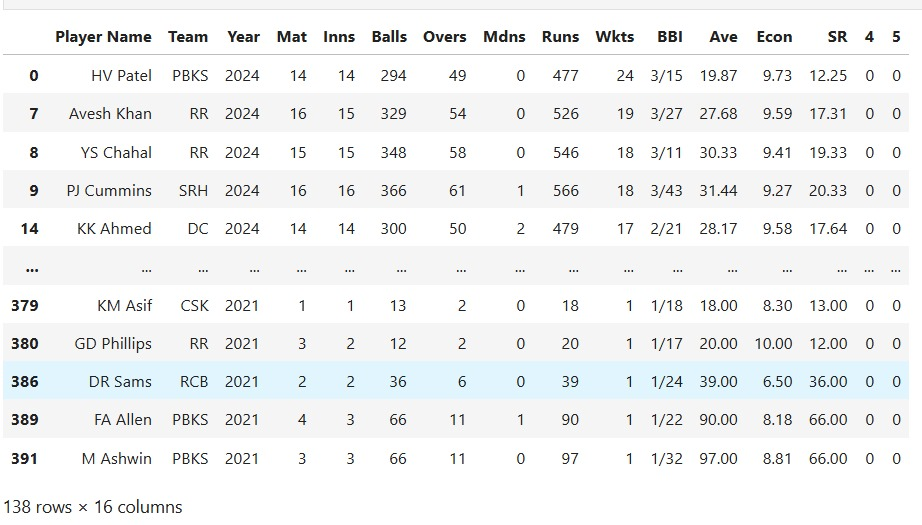 Player Name Team Year Mat Inns Balls Overs Mdns Runs Wkts BBI Ave Econ SR 4 5
0 HV Patel PBKS 2024 14 14 294 49 0 477 24 3/15 19.87 9.73 12.25 0 0
7 Avesh Khan RR 2024 16 15 329 54 0 526 19 3/27 27.68 9.59 17.31 0 0
8 YS Chahal RR 2024 15 15 348 58 0 546 18 3/11 30.33 9.41 19.33 0 0
9 PJ Cummins SRH 2024 16 16 366 61 1 566 18 3/43 31.44 9.27 20.33 0 0
14 KK Ahmed DC 2024 14 14 300 50 2 479 17 2/21 28.17 9.58 17.64 0 0
... ... ... ... ... ... ... ... ... ... ... ... ... ... ... ... ...
379 KM Asif CSK 2021 1 1 13 2 0 18 1 1/18 18.00 8.30 13.00 0 0
380 GD Phillips RR 2021 3 2 12 2 0 20 1 1/17 20.00 10.00 12.00 0 0
386 DR Sams RCB 2021 2 2 36 6 0 39 1 1/24 39.00 6.50 36.00 0 0
389 FA Allen PBKS 2021 4 3 66 11 1 90 1 1/22 90.00 8.18 66.00 0 0
391 M Ashwin PBKS 2021 3 3 66 11 0 97 1 1/32 97.00 8.81 66.00 0 0
138 rows × 16 columns